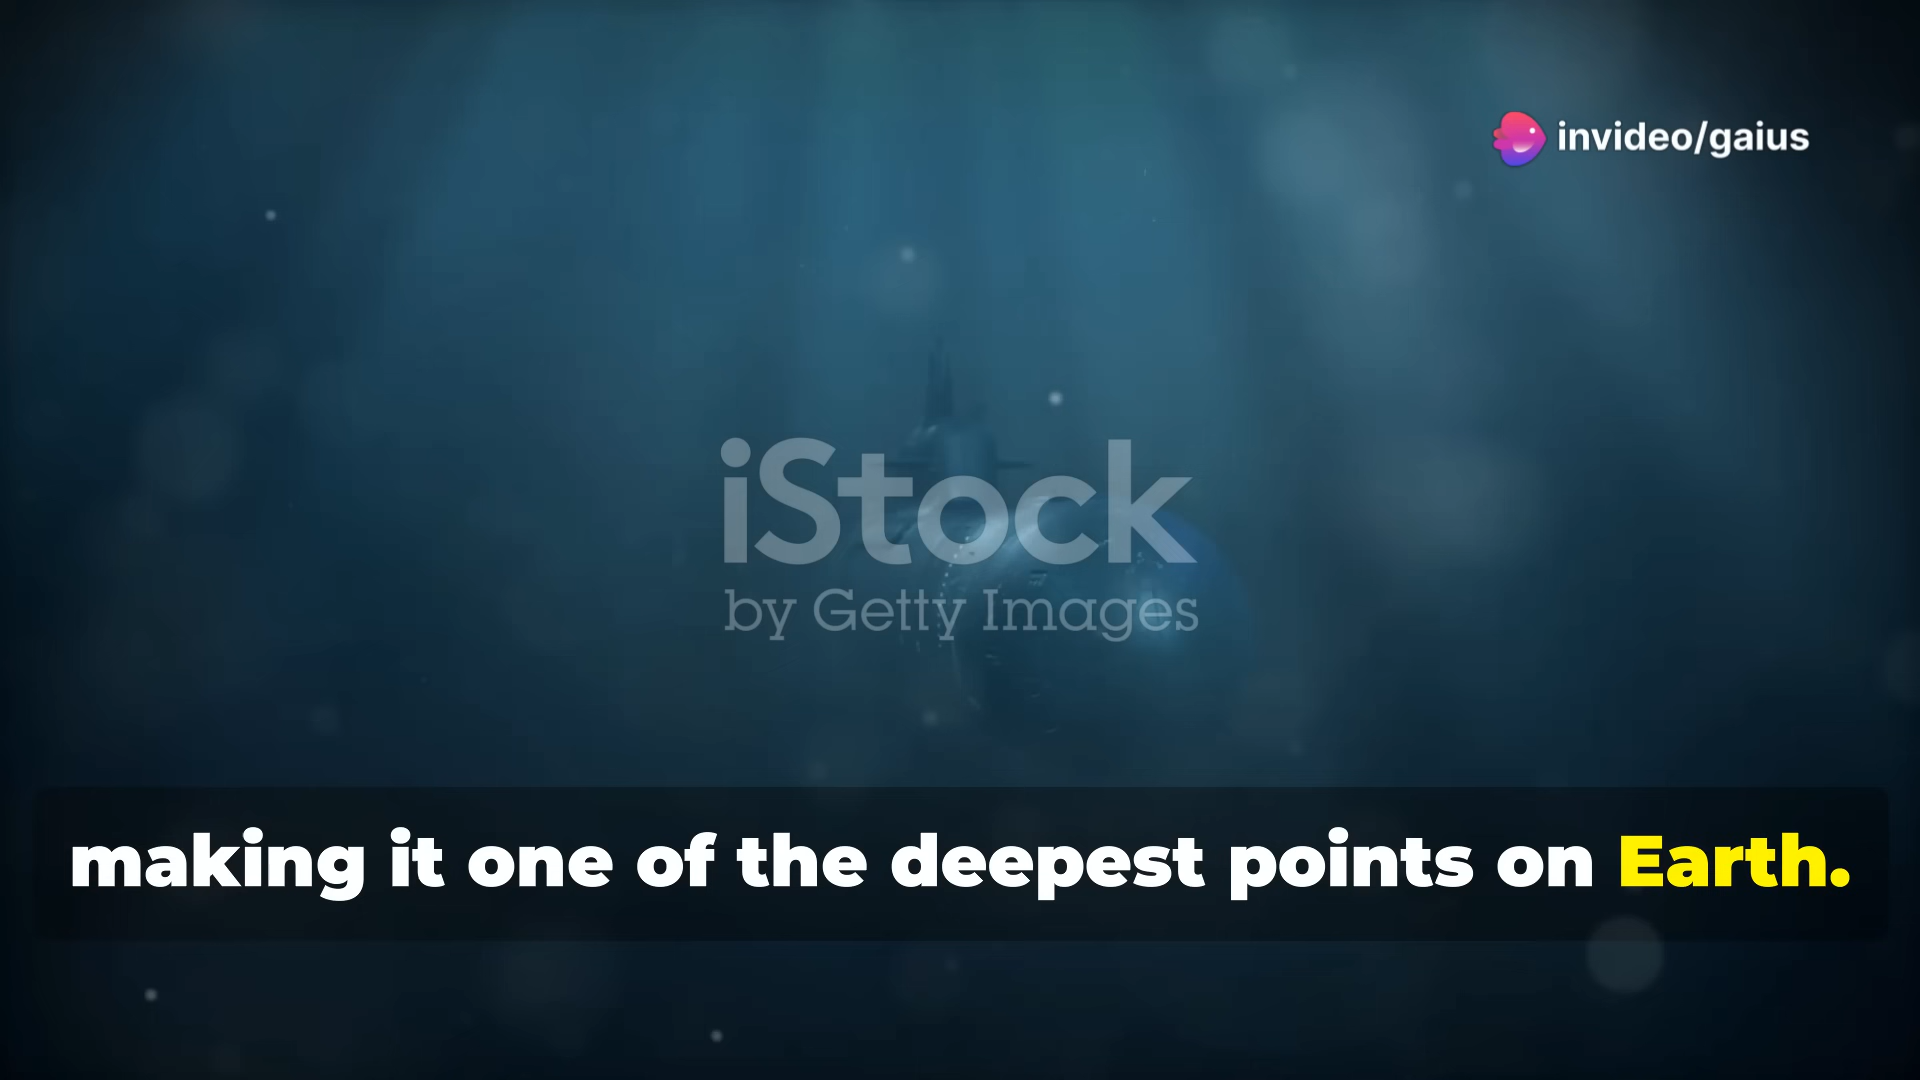 invideo/gaius
iStock
by Getty Images
making it one of the deepest points on Earth.